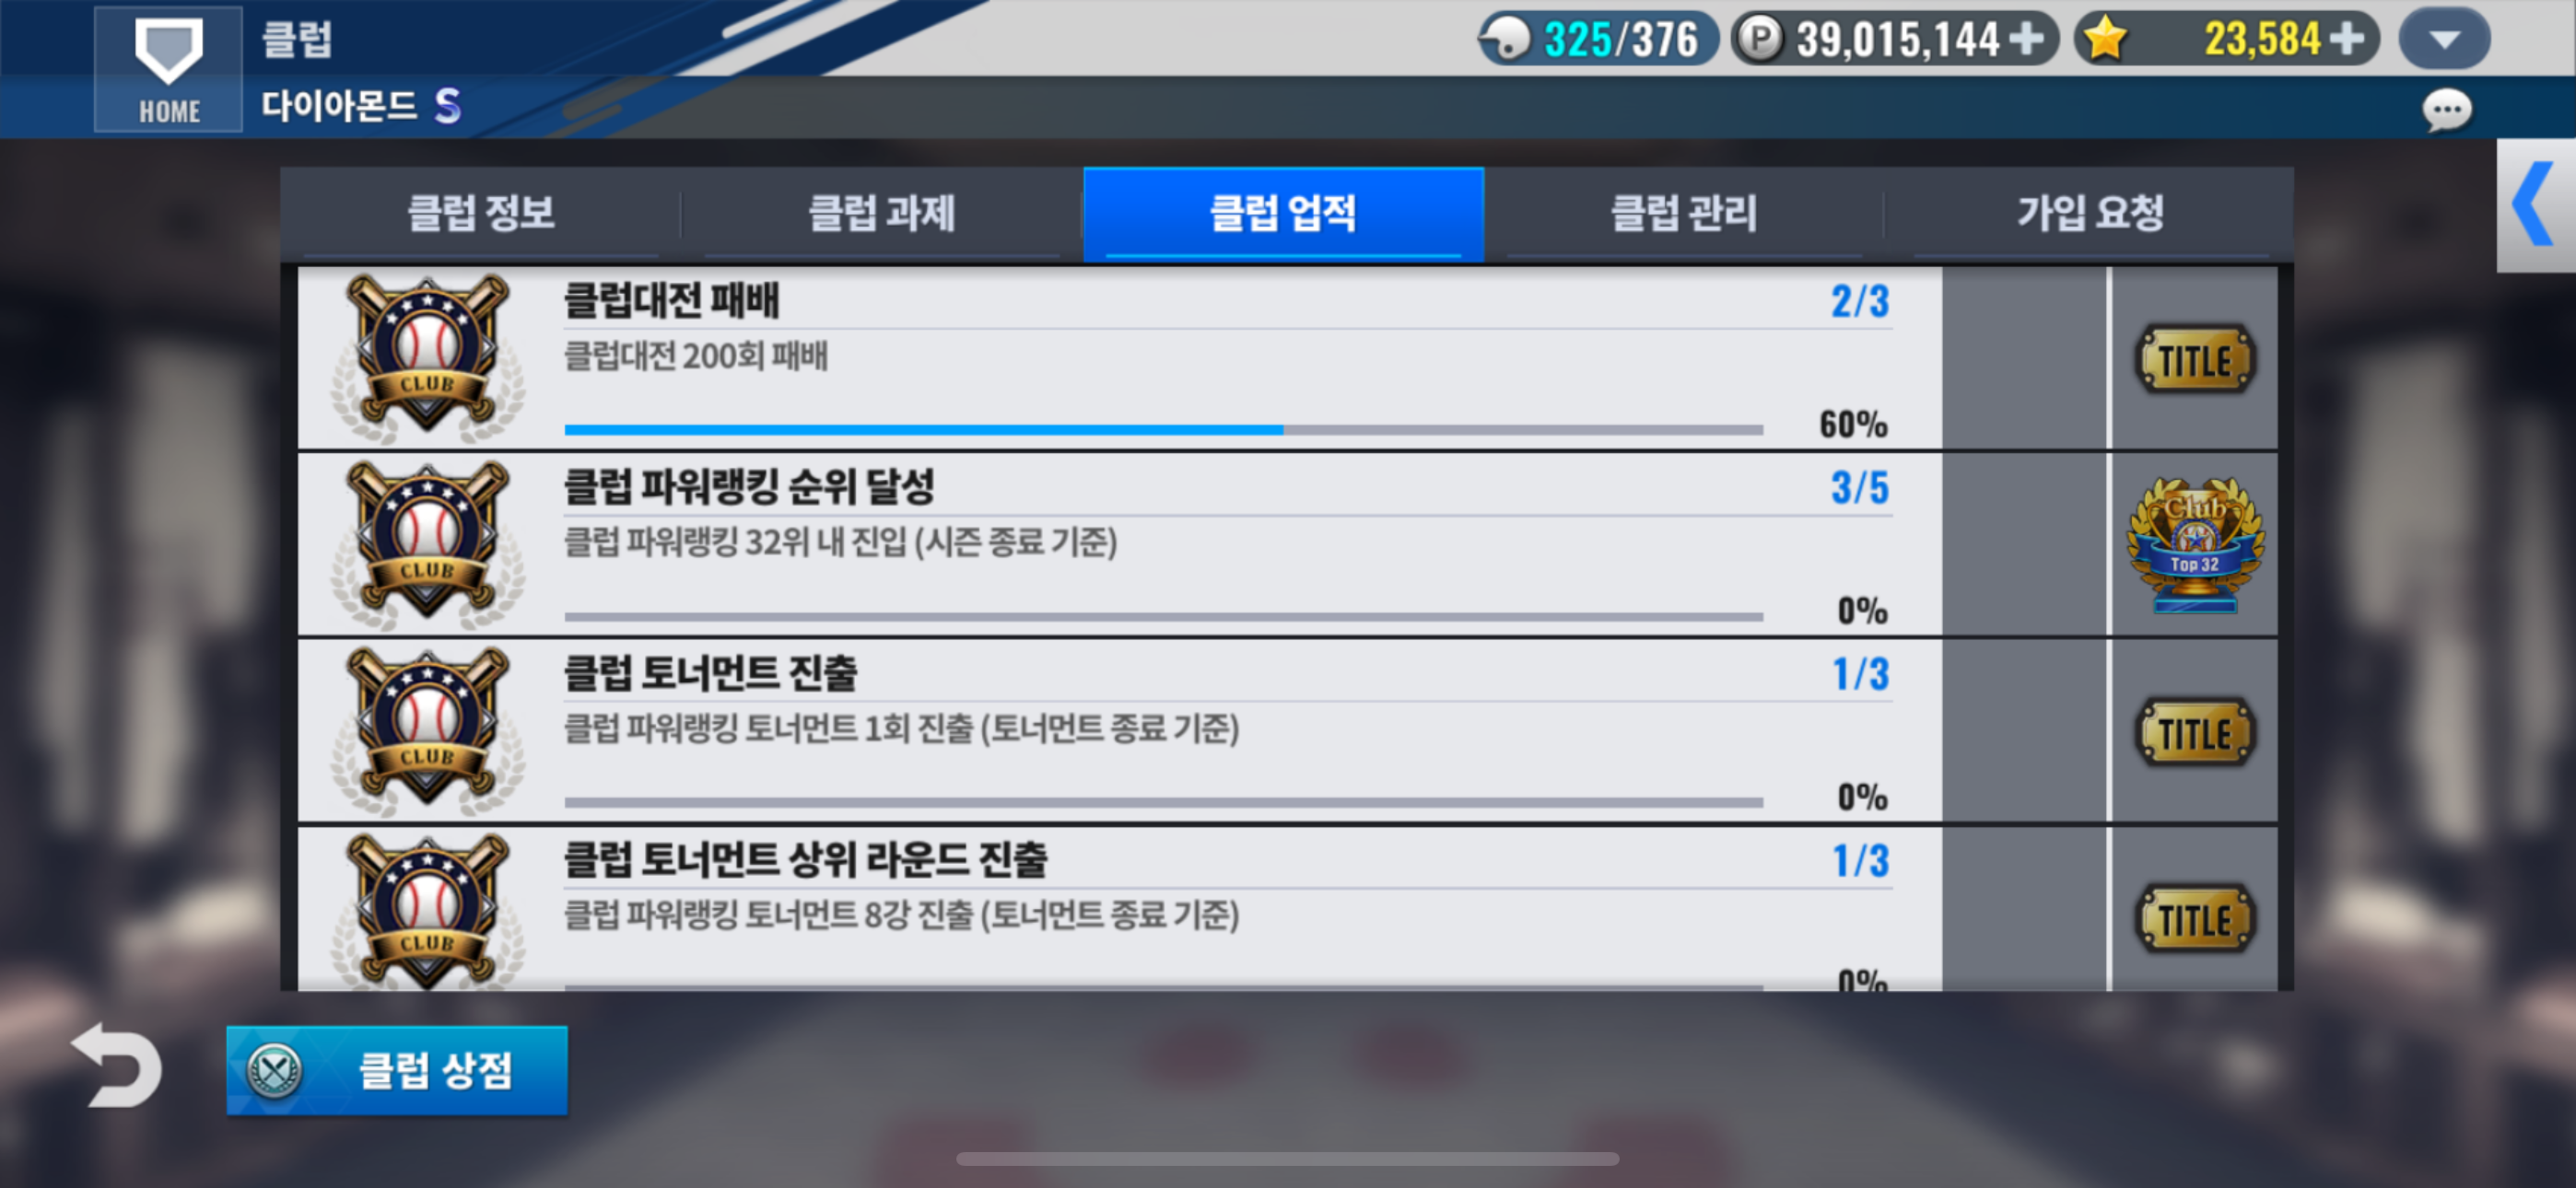 클럽
325/376
P 39,015,144
23,584
HOME
다이아몬드 S
클럽 정보
클럽 과제
클럽 업적
클럽 관리
가입 요청
CLUB
클럽대전 패배
2/3
클럽대전 200회 패배
60%
TITLE
CLUB
클럽 파워랭킹 순위 달성
3/5
클럽 파워랭킹 32위 내 진입 (시즌 종료 기준)
0%
Club
Top 32
CLUB
클럽 토너먼트 진출
1/3
클럽 파워랭킹 토너먼트 1회 진출 (토너먼트 종료 기준)
0%
TITLE
CLUB
클럽 토너먼트 상위 라운드 진출
1/3
클럽 파워랭킹 토너먼트 8강 진출 (토너먼트 종료 기준)
0%
TITLE
클럽 상점